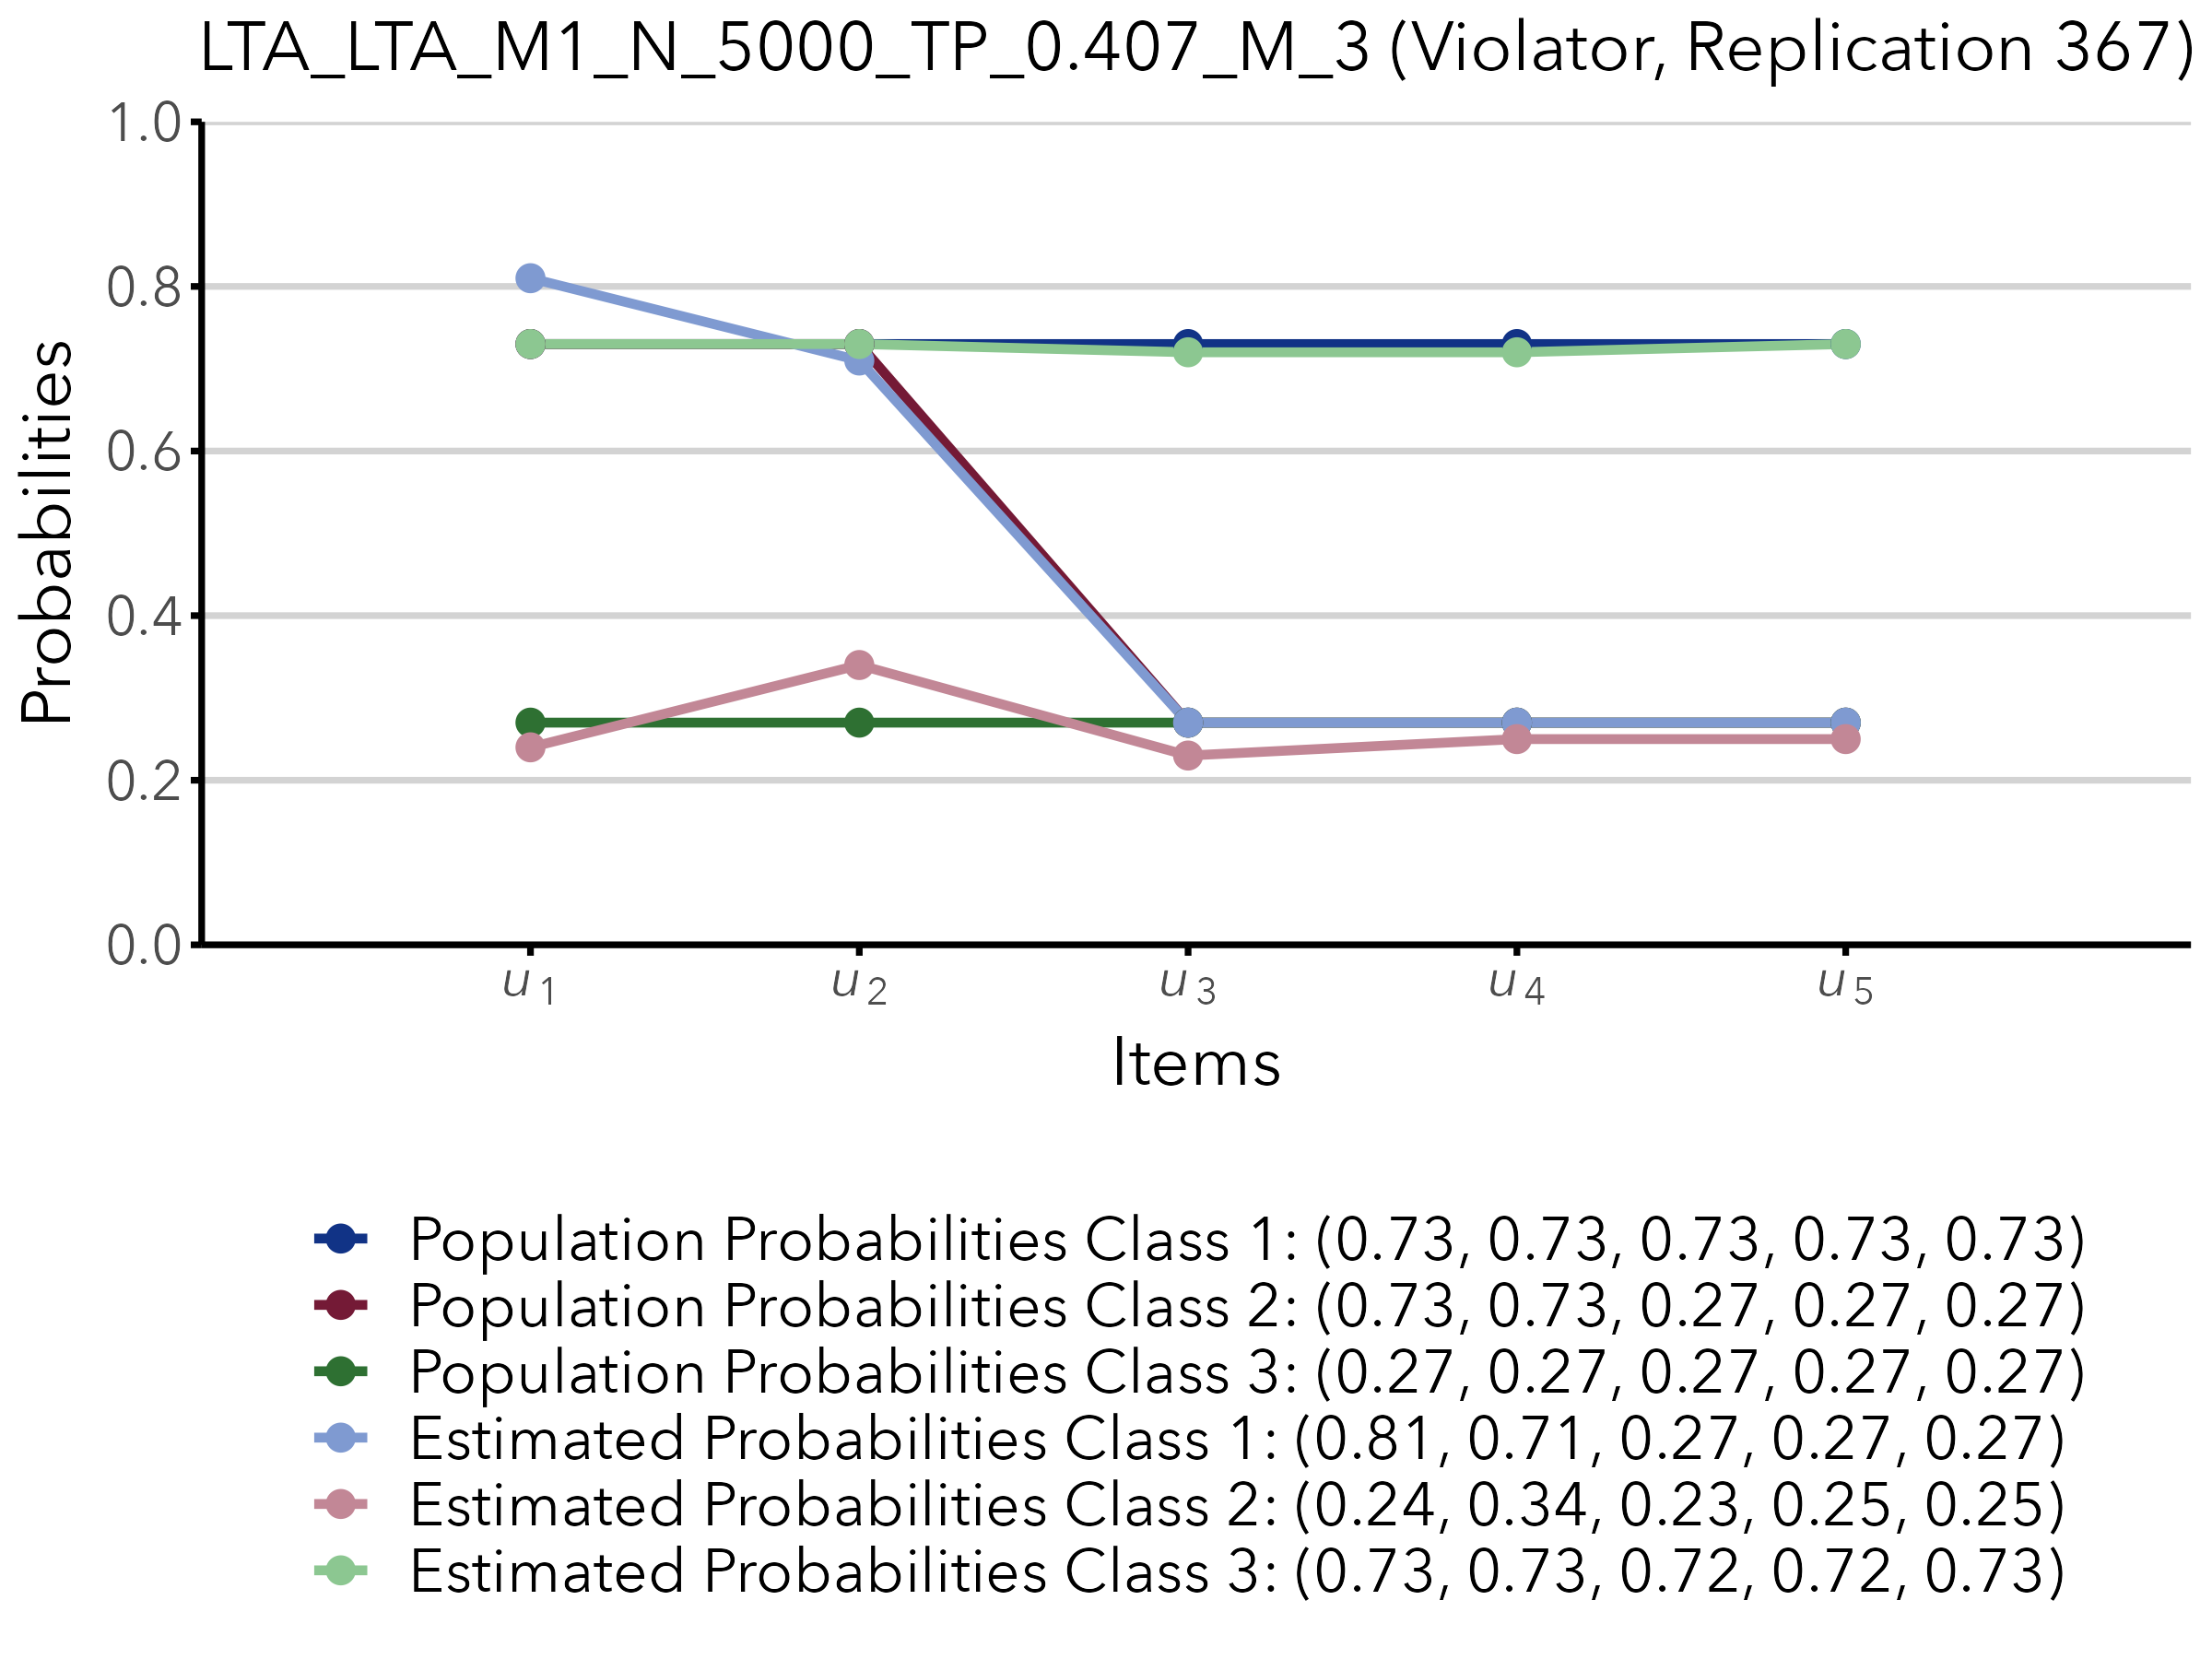 LTA_LTA_M1_N_5000_TP_0.407_M_3 (Violator, Replication 367)
1.0
0.8
0.6
0.4
0.2
0.0
Probabilities
u1
u2
u3
u4
u5
Items
Population Probabilities Class 1: (0.73, 0.73, 0.73, 0.73, 0.73)
Population Probabilities Class 2: (0.73, 0.73, 0.27, 0.27, 0.27)
Population Probabilities Class 3: (0.27, 0.27, 0.27, 0.27, 0.27)
Estimated Probabilities Class 1: (0.81, 0.71, 0.27, 0.27, 0.27)
Estimated Probabilities Class 2: (0.24, 0.34, 0.23, 0.25, 0.25)
Estimated Probabilities Class 3: (0.73, 0.73, 0.72, 0.72, 0.73)